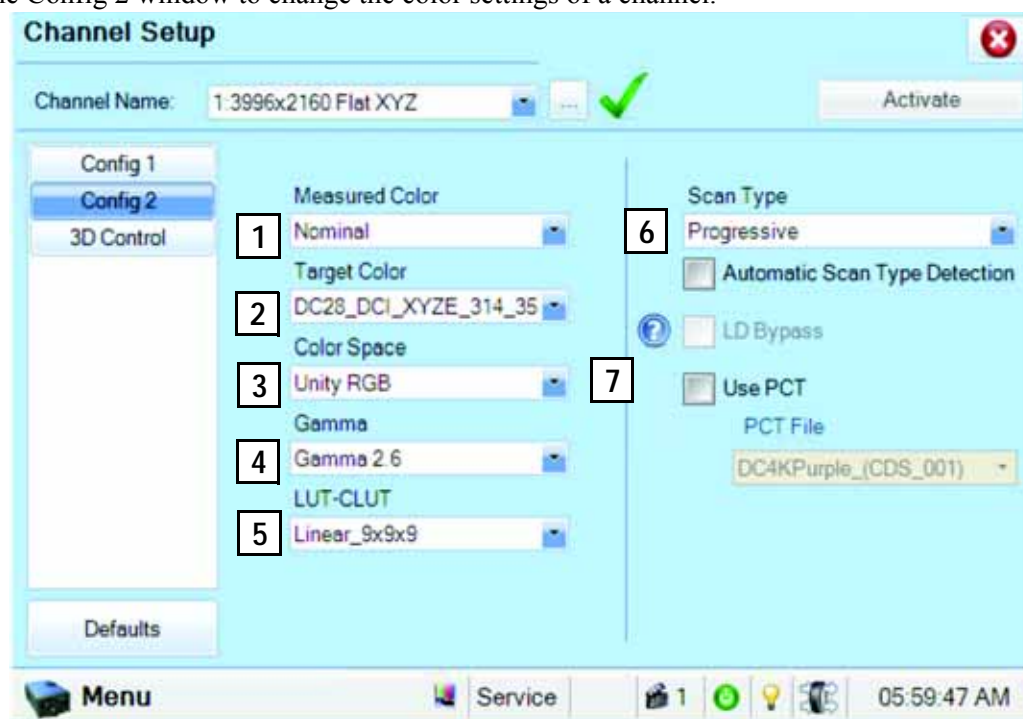 Config 2 window to change the color settings of a channel.
Channel Setup
Channel Name: 1:3996x2160 Flat XYZ ... Activate
Config 1
Config 2
3D Control
Measured Color
1 Nominal
Target Color
2 DC28_DCI_XYZE_314_35
Color Space
3 Unity RGB
Gamma
4 Gamma 2.6
LUT-CLUT
5 Linear_9x9x9
Scan Type
6 Progressive
Automatic Scan Type Detection
? LD Bypass
7 Use PCT
PCT File
DC4KPurple_(CDS_001)
Defaults
Menu Service 1 05:59:47 AM